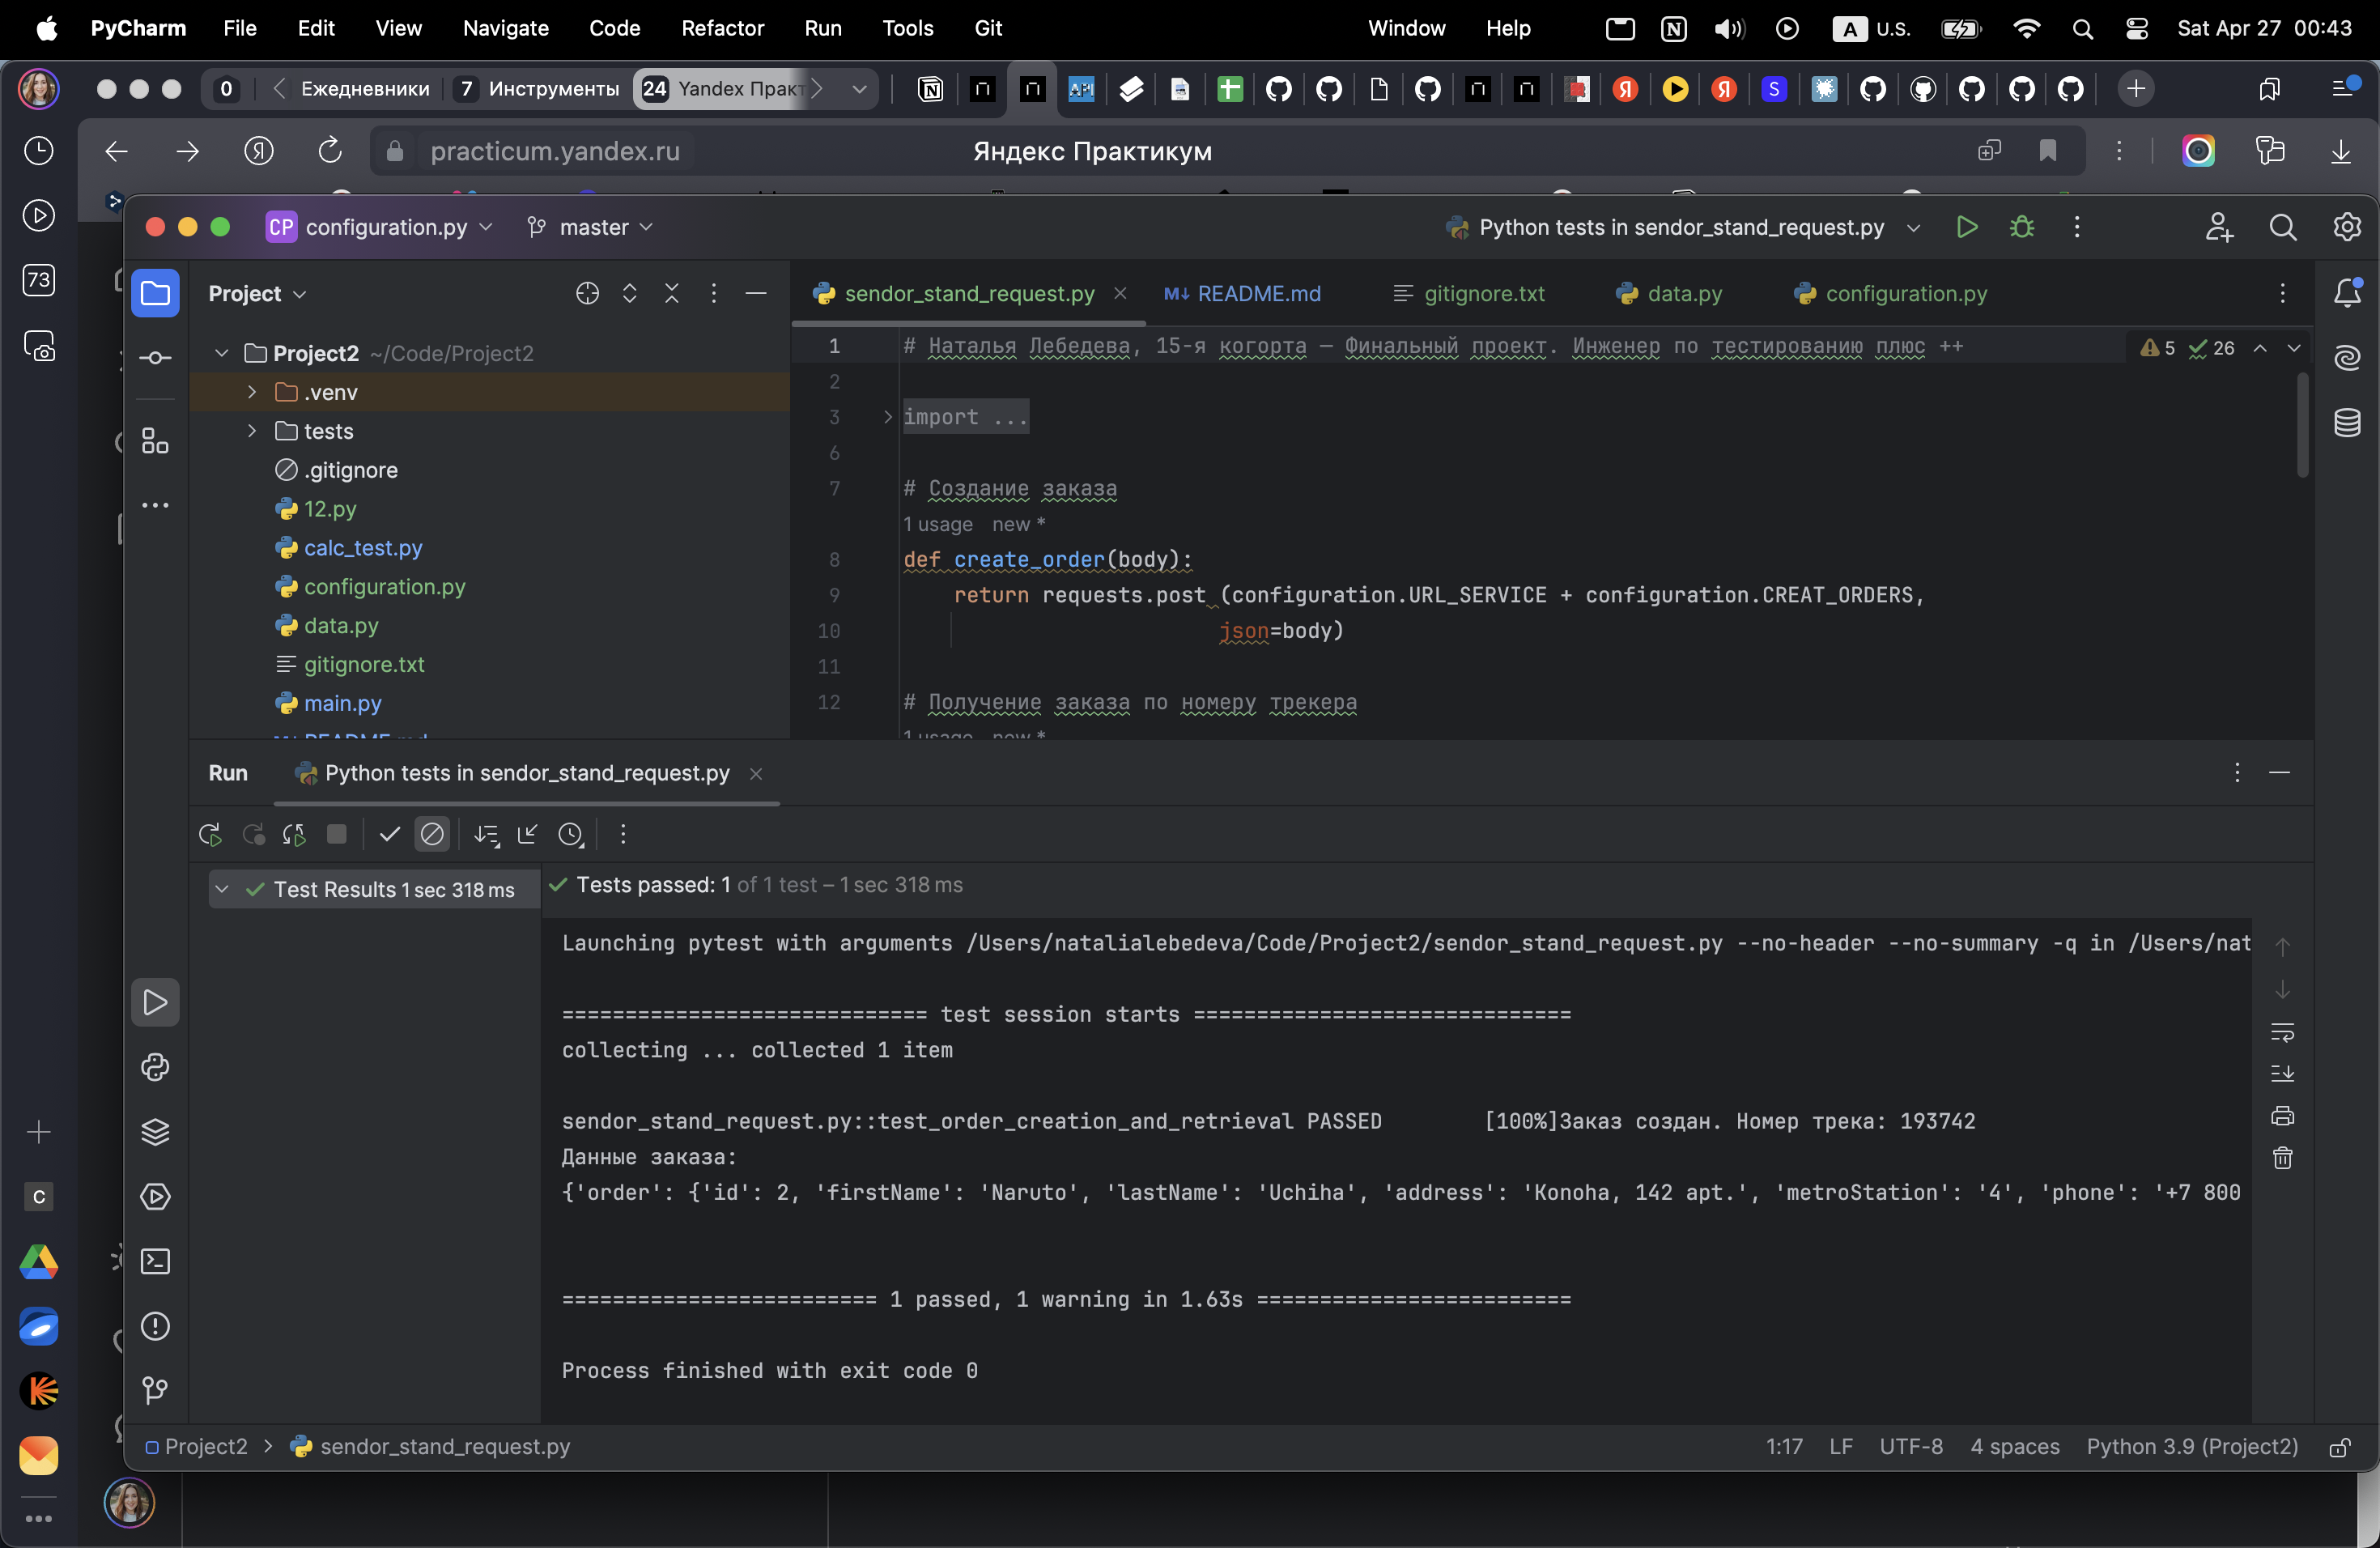 PyCharm File Edit View Navigate Code Refactor Run Tools Git Window Help A U.S. Sat Apr 27 00:43
0 Ежедневники 7 Инструменты 24 Yandex Практ API Я Я S
Я practicum.yandex.ru Яндекс Практикум
73
CP configuration.py master Python tests in sendor_stand_request.py
Project
sendor_stand_request.py M↓ README.md gitignore.txt data.py configuration.py
Project2 ~/Code/Project2
.venv
tests
.gitignore
12.py
calc_test.py
configuration.py
data.py
gitignore.txt
main.py
README.md
1 # Наталья Лебедева, 15-я когорта — Финальный проект. Инженер по тестированию плюс ++ 5 26
2
3 import ...
6
7 # Создание заказа
1 usage new *
8 def create_order(body):
9 return requests.post (configuration.URL_SERVICE + configuration.CREAT_ORDERS,
10 json=body)
11
12 # Получение заказа по номеру трекера
1 usage new *
Run Python tests in sendor_stand_request.py
Test Results 1 sec 318 ms
Tests passed: 1 of 1 test – 1 sec 318 ms
Launching pytest with arguments /Users/natalialebedeva/Code/Project2/sendor_stand_request.py --no-header --no-summary -q in /Users/nat
============================= test session starts ==============================
collecting ... collected 1 item
sendor_stand_request.py::test_order_creation_and_retrieval PASSED [100%]Заказ создан. Номер трека: 193742
Данные заказа:
{'order': {'id': 2, 'firstName': 'Naruto', 'lastName': 'Uchiha', 'address': 'Konoha, 142 apt.', 'metroStation': '4', 'phone': '+7 800
========================= 1 passed, 1 warning in 1.63s =========================
Process finished with exit code 0
C
Project2 > sendor_stand_request.py 1:17 LF UTF-8 4 spaces Python 3.9 (Project2)